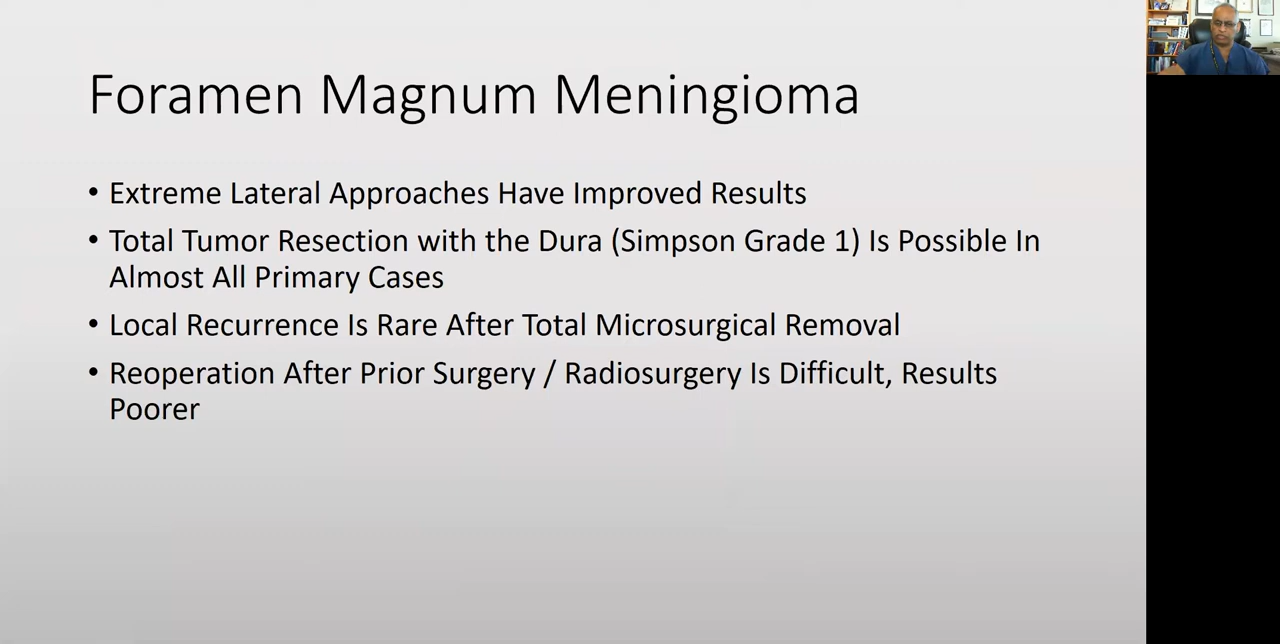 Foramen Magnum Meningioma
• Extreme Lateral Approaches Have Improved Results
• Total Tumor Resection with the Dura (Simpson Grade 1) Is Possible In
Almost All Primary Cases
• Local Recurrence Is Rare After Total Microsurgical Removal
• Reoperation After Prior Surgery / Radiosurgery Is Difficult, Results
Poorer